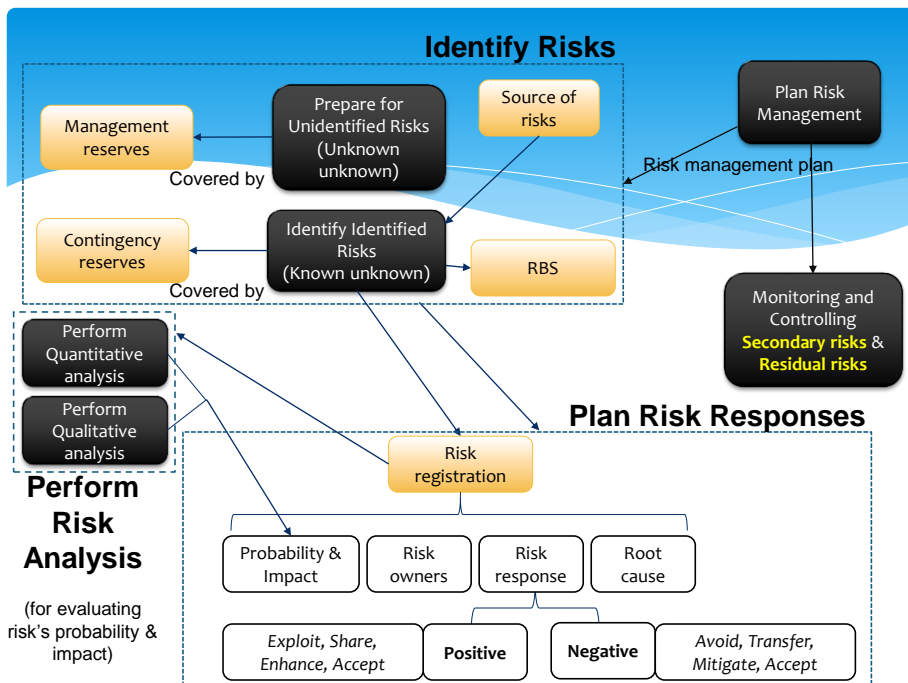 Identify Risks
Prepare for
Unidentified Risks
(Unknown
unknown)
Source of
risks
Plan Risk
Management
Management
reserves
Covered by
Risk management plan
Contingency
reserves
Identify Identified
Risks
(Known unknown)
RBS
Covered by
Monitoring and
Controlling
Secondary risks &
Residual risks
Perform
Quantitative
analysis
Perform
Qualitative
analysis
Plan Risk Responses
Risk
registration
Perform
Risk
Analysis
(for evaluating
risk's probability &
impact)
Probability &
Impact
Risk
owners
Risk
response
Root
cause
Exploit, Share,
Enhance, Accept
Positive
Negative
Avoid, Transfer,
Mitigate, Accept